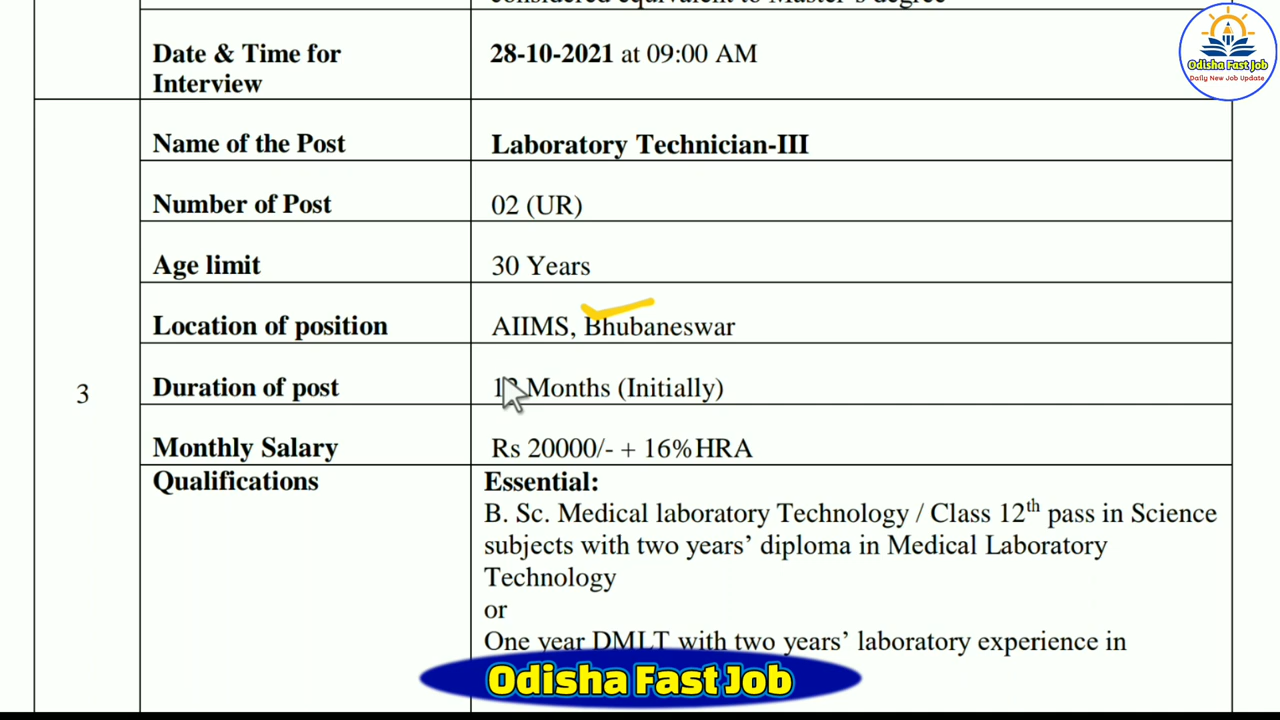 Date & Time for
Interview
28-10-2021 at 09:00 AM
Odisha Fast Job
Daily New Job Update
3
Name of the Post
Laboratory Technician-III
Number of Post
02 (UR)
Age limit
30 Years
Location of position
AIIMS, Bhubaneswar
Duration of post
Months (Initially)
Monthly Salary
Rs 20000/- + 16%HRA
Qualifications
Essential:
B. Sc. Medical laboratory Technology / Class 12th pass in Science
subjects with two years’ diploma in Medical Laboratory
Technology
or
One year DMLT with two years’ laboratory experience in
Odisha Fast Job